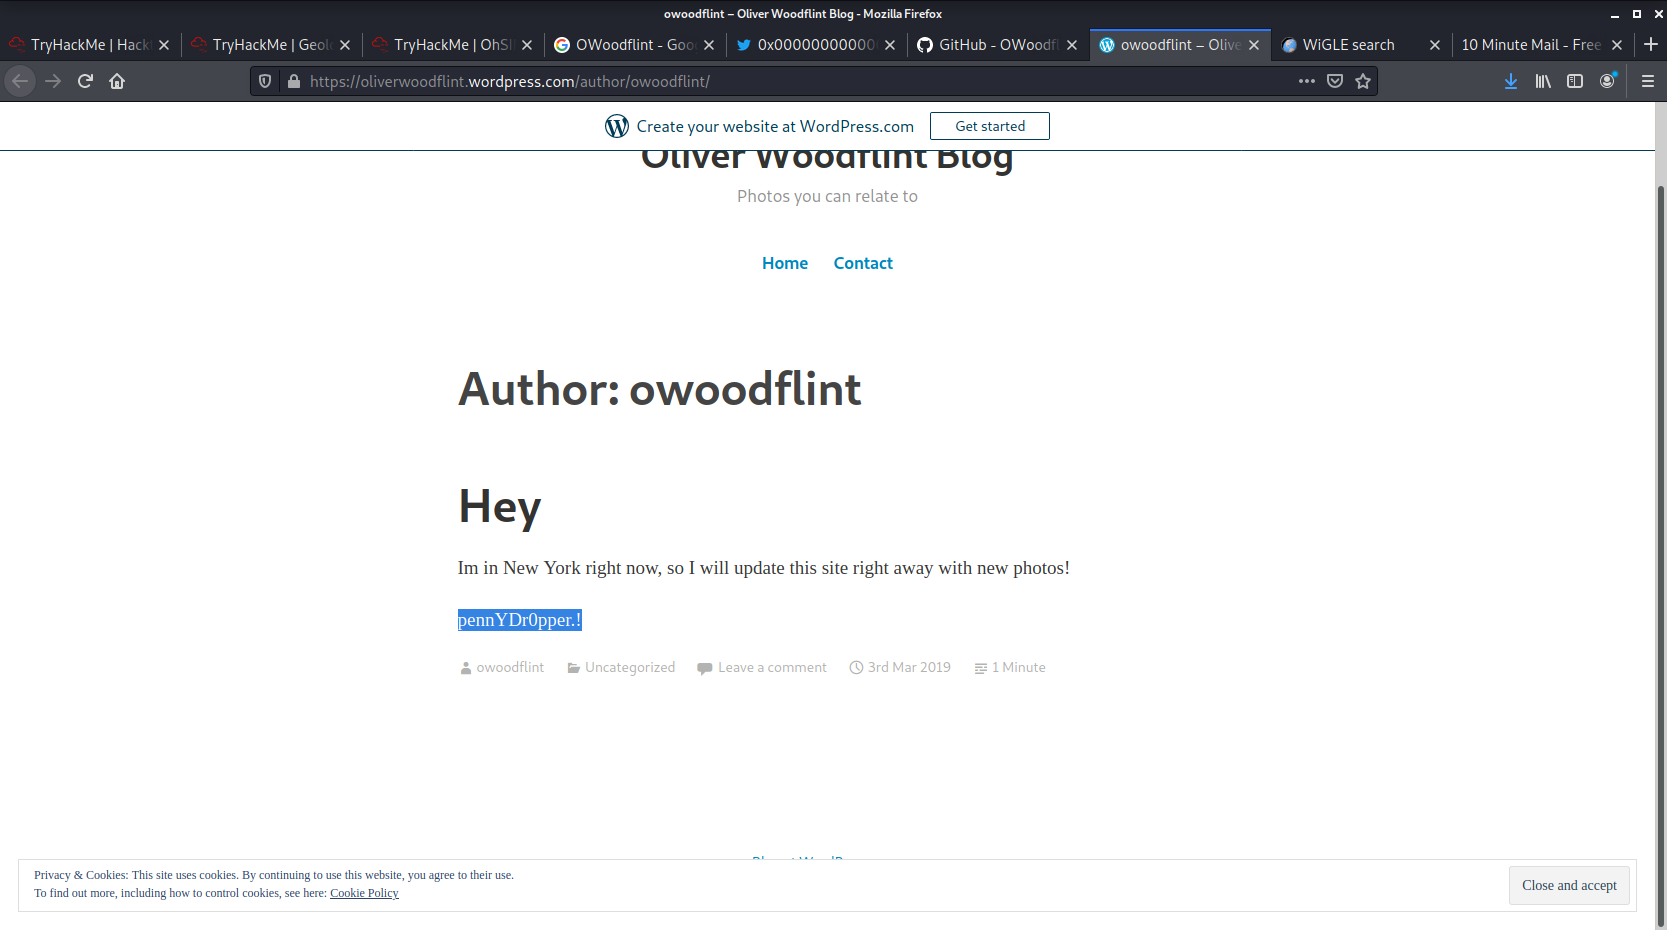 owoodflint – Oliver Woodflint Blog - Mozilla Firefox
TryHackMe | Hackt
TryHackMe | Geol
TryHackMe | OhSI
OWoodflint - Goo
0x000000000000
GitHub - OWoodfl
owoodflint – Olive
WiGLE search
10 Minute Mail - Free
https://oliverwoodflint.wordpress.com/author/owoodflint/
Create your website at WordPress.com
Get started
Oliver Woodflint Blog
Photos you can relate to
Home Contact
Author: owoodflint
Hey
Im in New York right now, so I will update this site right away with new photos!
pennYDr0pper.!
owoodflint Uncategorized Leave a comment 3rd Mar 2019 1 Minute
Privacy & Cookies: This site uses cookies. By continuing to use this website, you agree to their use.
To find out more, including how to control cookies, see here: Cookie Policy
Close and accept